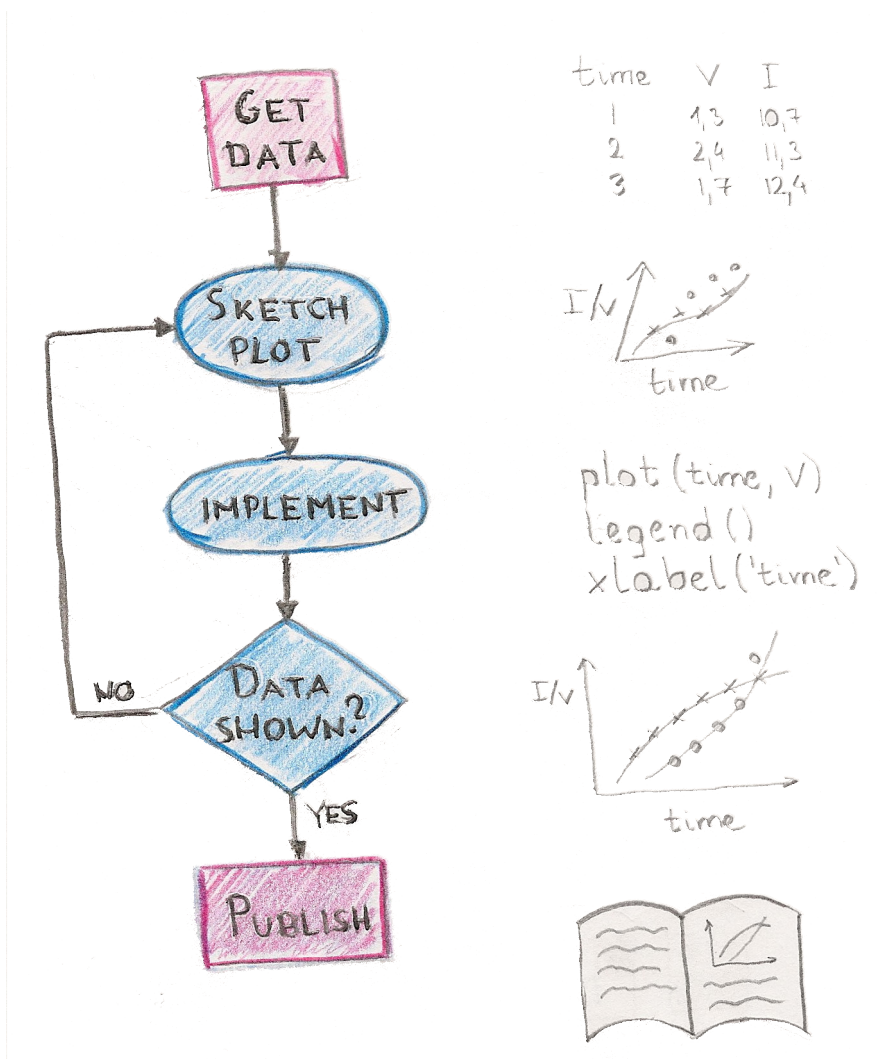 GET
DATA
time V I
1 1,3 10,7
2 2,4 11,3
3 1,7 12,4
SKETCH
PLOT
I/V
time
IMPLEMENT
plot (time, V)
legend ()
xlabel ('time')
DATA
SHOWN?
NO
YES
I/V
time
PUBLISH